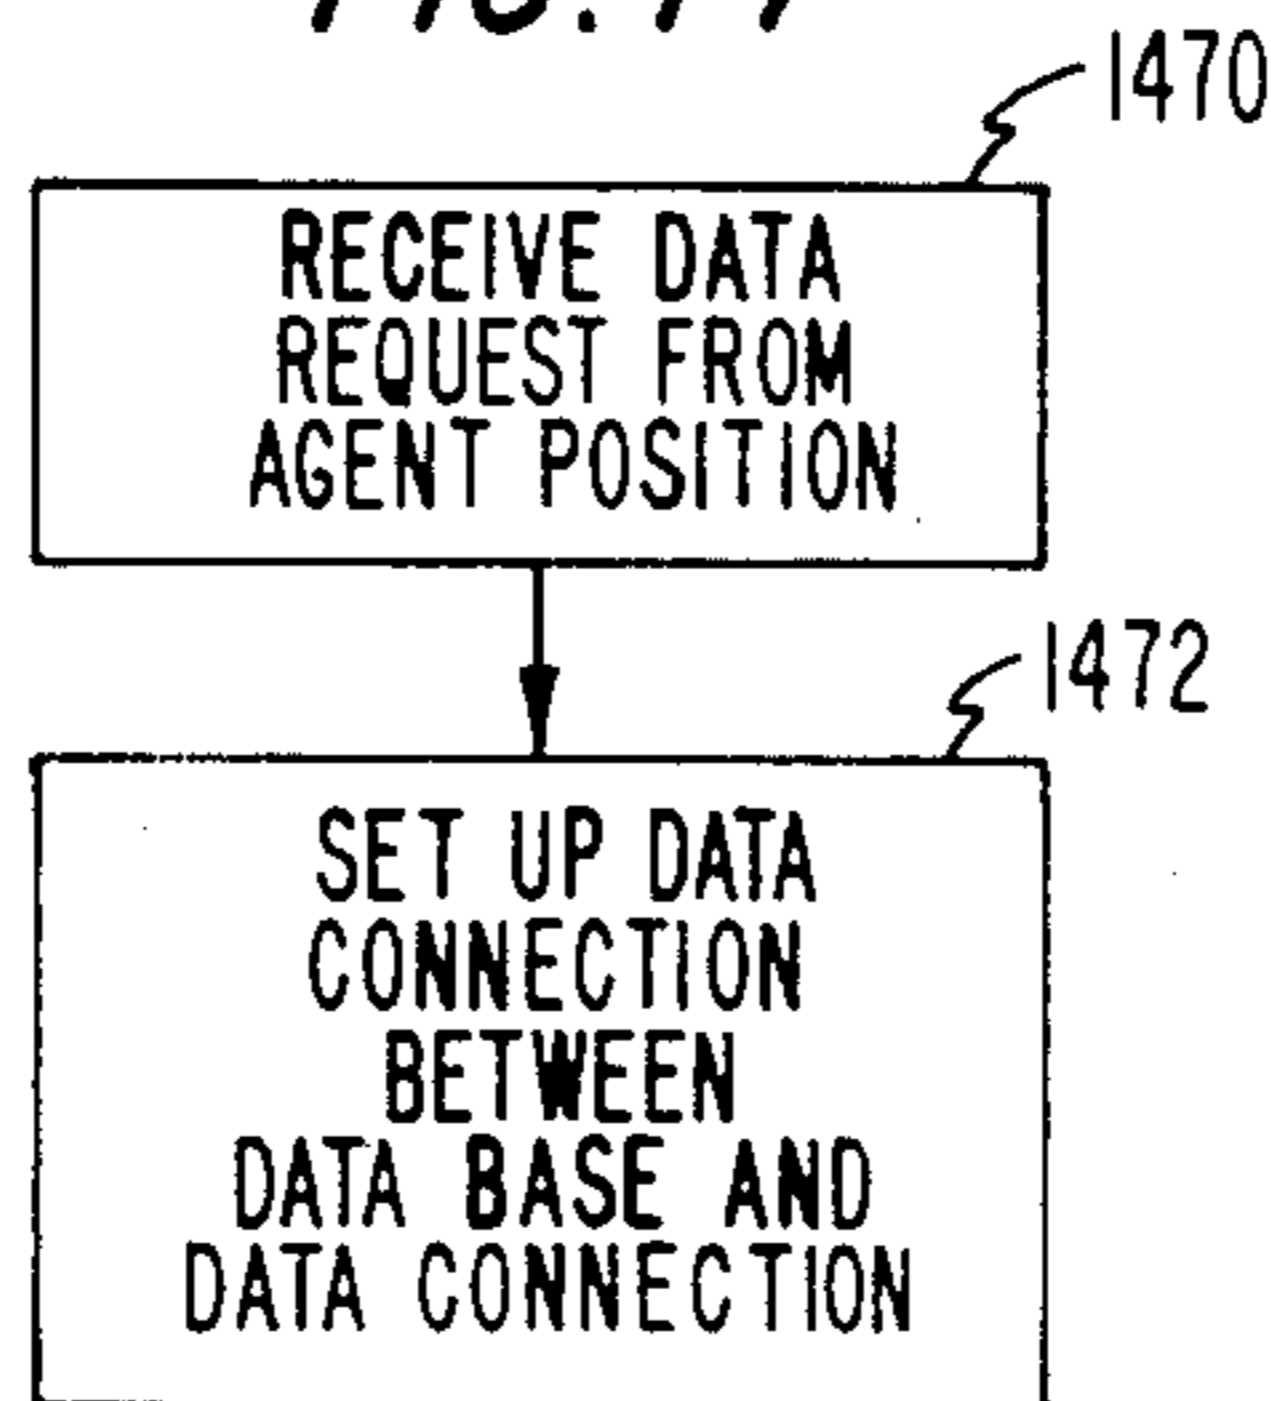 1470
RECEIVE DATA
REQUEST FROM
AGENT POSITION
1472
SET UP DATA
CONNECTION
BETWEEN
DATA BASE AND
DATA CONNECTION